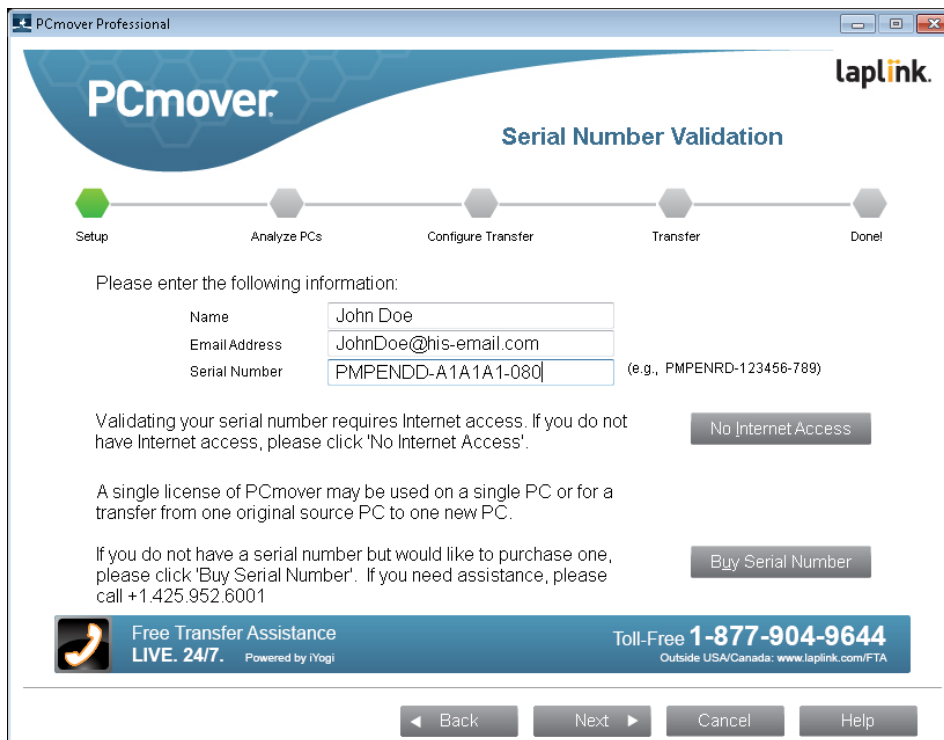 PCmover Professional
laplink.
PCmover
Serial Number Validation
Setup
Analyze PCs
Configure Transfer
Transfer
Done!
Please enter the following information:
Name
John Doe
Email Address
JohnDoe@his-email.com
Serial Number
PMPENDD-A1A1A1-080
(e.g., PMPENRD-123456-789)
Validating your serial number requires Internet access. If you do not
have Internet access, please click 'No Internet Access'.
No Internet Access
A single license of PCmover may be used on a single PC or for a
transfer from one original source PC to one new PC.
If you do not have a serial number but would like to purchase one,
please click 'Buy Serial Number'. If you need assistance, please
call +1.425.952.6001
Buy Serial Number
Free Transfer Assistance
LIVE. 24/7. Powered by iYogi
Toll-Free 1-877-904-9644
Outside USA/Canada: www.laplink.com/FTA
Back
Next
Cancel
Help